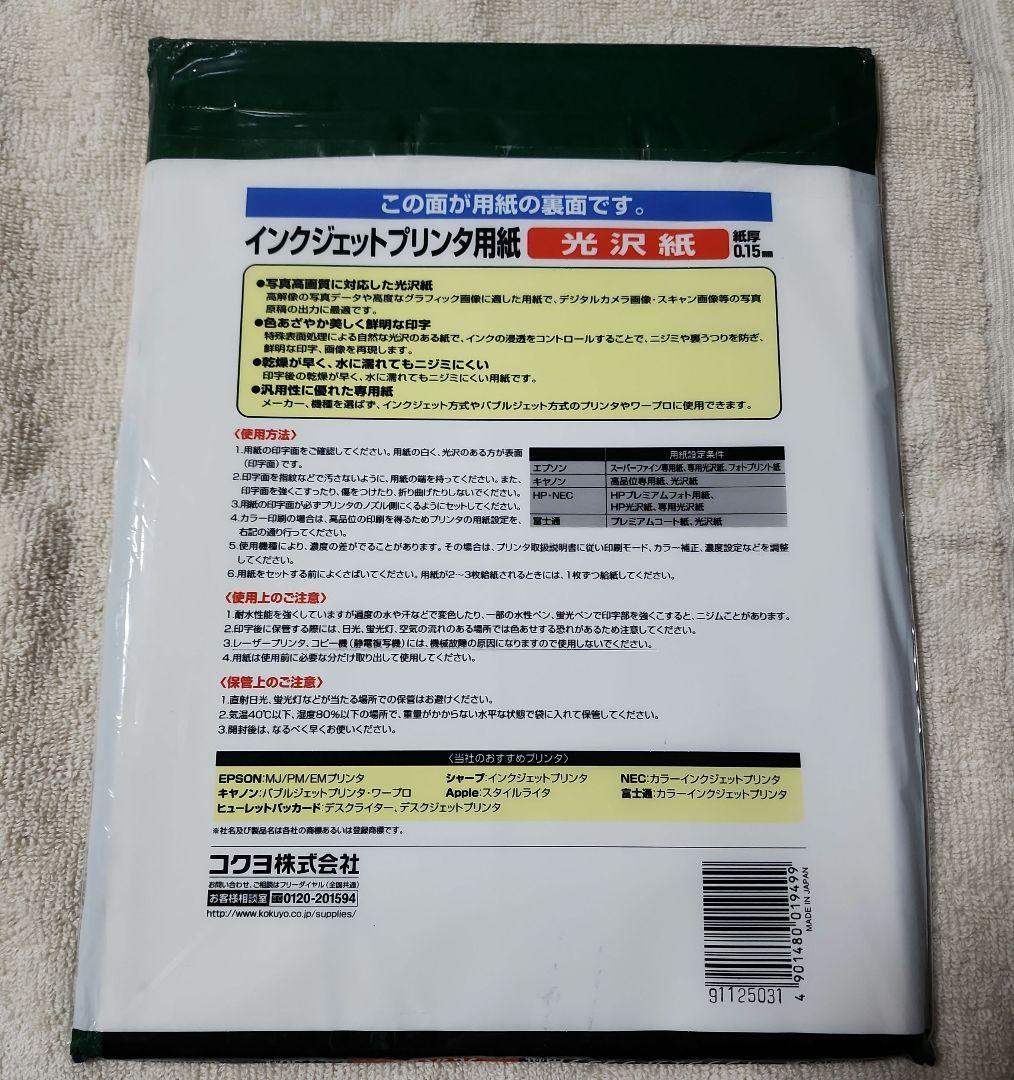 この面が用紙の裏面です。
インクジェットプリンタ用紙 光沢紙 紙厚 0.15mm
●写真高画質に対応した光沢紙
高解像の写真データや高度なグラフィック画像に適した用紙で、デジタルカメラ画像・スキャン画像等の写真
原稿の出力に最適です。
●色あざやか美しく鮮明な印字
特殊表面処理による自然な光沢のある紙で、インクの浸透をコントロールすることで、ニジミや裏うつりを防ぎ、
鮮明な印字、画像を再現します。
●乾燥が早く、水に濡れてもニジミにくい
印字後の乾燥が早く、水に濡れてもニジミにくい用紙です。
●汎用性に優れた専用紙
メーカー、機種を選ばず、インクジェット方式やバブルジェット方式のプリンタやワープロに使用できます。
〈使用方法〉
1.用紙の印字面をご確認してください。用紙の白く、光沢のある方が表面
(印字面)です。
2.印字面を指紋などで汚さないように、用紙の端を持ってください。また、
印字面を強くこすったり、傷をつけたり、折り曲げたりしないでください。
3.用紙の印字面が必ずプリンタのノズル側にくるようにセットしてください。
4.カラー印刷の場合は、高品位の印刷を得るためプリンタの用紙設定を、
右記の通り行ってください。
用紙設定条件
エプソン スーパーファイン専用紙、専用光沢紙、フォトプリント紙
キヤノン 高品位専用紙、光沢紙
HP・NEC HPプレミアムフォト用紙、
HP光沢紙、専用光沢紙
富士通 プレミアムコート紙、光沢紙
5.使用機種により、濃度の差がでることがあります。その場合は、プリンタ取扱説明書に従い印刷モード、カラー補正、濃度設定などを調整
してください。
6.用紙をセットする前によくさばいてください。用紙が2〜3枚給紙されるときには、1枚ずつ給紙してください。
〈使用上のご注意〉
1.耐水性能を強くしていますが過度の水や汗などで変色したり、一部の水性ペン、蛍光ペンで印字部を強くこすると、ニジムことがあります。
2.印字後に保管する際には、日光、蛍光灯、空気の流れのある場所では色あせする恐れがあるため注意してください。
3.レーザープリンタ、コピー機(静電複写機)には、機械故障の原因になりますので使用しないでください。
4.用紙は使用前に必要な分だけ取り出して使用してください。
〈保管上のご注意〉
1.直射日光、蛍光灯などが当たる場所での保管はお避けください。
2.気温40℃以下、湿度80%以下の場所で、重量がかからない水平な状態で袋に入れて保管してください。
3.開封後は、なるべく早くお使いください。
〈当社のおすすめプリンタ〉
EPSON:MJ/PM/EMプリンタ シャープ:インクジェットプリンタ NEC:カラーインクジェットプリンタ
キヤノン:バブルジェットプリンタ・ワープロ Apple:スタイルライタ 富士通:カラーインクジェットプリンタ
ヒューレットパッカード:デスクライター、デスクジェットプリンタ
※社名及び製品名は各社の商標あるいは登録商標です。
コクヨ株式会社
お問い合わせ、ご相談はフリーダイヤル(全国共通)
お客様相談室 0120-201594
http://www.kokuyo.co.jp/supplies/
91125031
4 901480 019499
MADE IN JAPAN